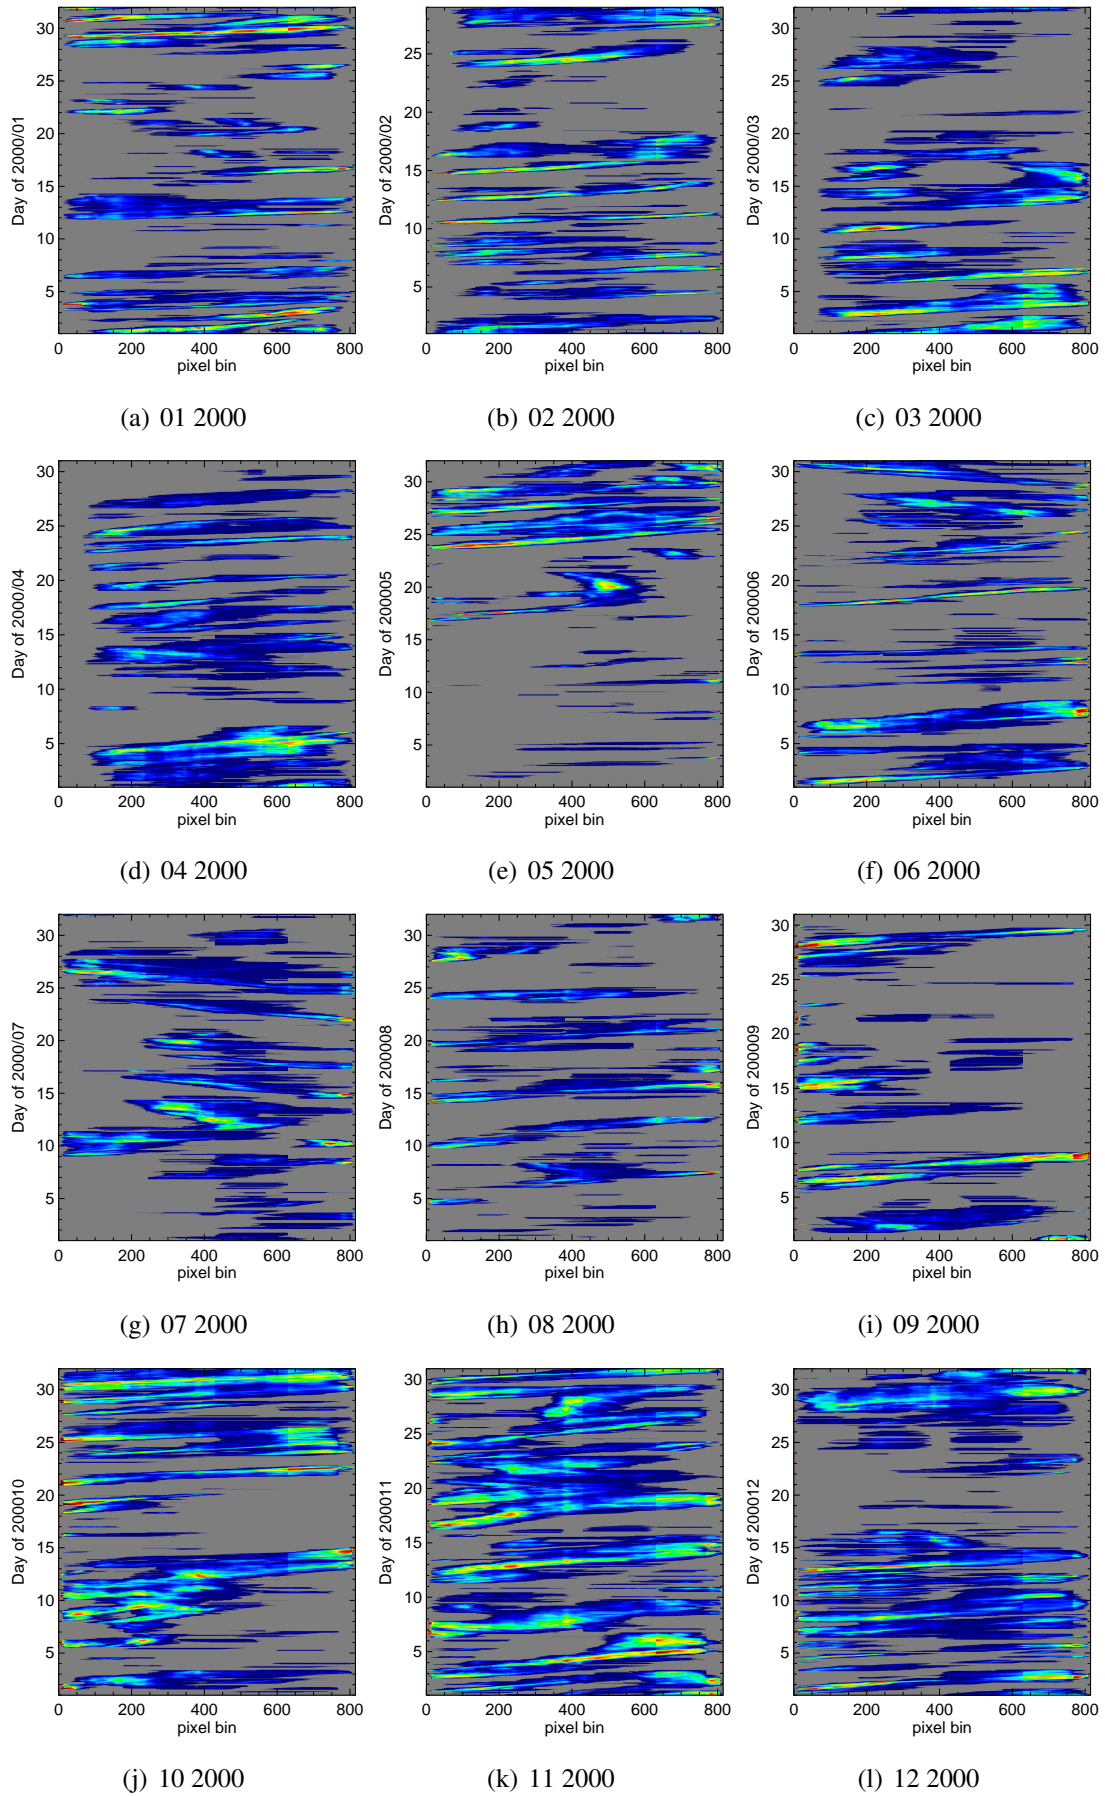 Day of 2000/01
30
25
20
15
10
5
0 200 400 600 800
pixel bin
(a) 01 2000
Day of 2000/02
25
20
15
10
5
0 200 400 600 800
pixel bin
(b) 02 2000
Day of 2000/03
30
25
20
15
10
5
0 200 400 600 800
pixel bin
(c) 03 2000
Day of 2000/04
30
25
20
15
10
5
0 200 400 600 800
pixel bin
(d) 04 2000
Day of 200005
30
25
20
15
10
5
0 200 400 600 800
pixel bin
(e) 05 2000
Day of 200006
30
25
20
15
10
5
0 200 400 600 800
pixel bin
(f) 06 2000
Day of 2000/07
30
25
20
15
10
5
0 200 400 600 800
pixel bin
(g) 07 2000
Day of 200008
30
25
20
15
10
5
0 200 400 600 800
pixel bin
(h) 08 2000
Day of 200009
30
25
20
15
10
5
0 200 400 600 800
pixel bin
(i) 09 2000
Day of 200010
30
25
20
15
10
5
0 200 400 600 800
pixel bin
(j) 10 2000
Day of 200011
30
25
20
15
10
5
0 200 400 600 800
pixel bin
(k) 11 2000
Day of 200012
30
25
20
15
10
5
0 200 400 600 800
pixel bin
(l) 12 2000